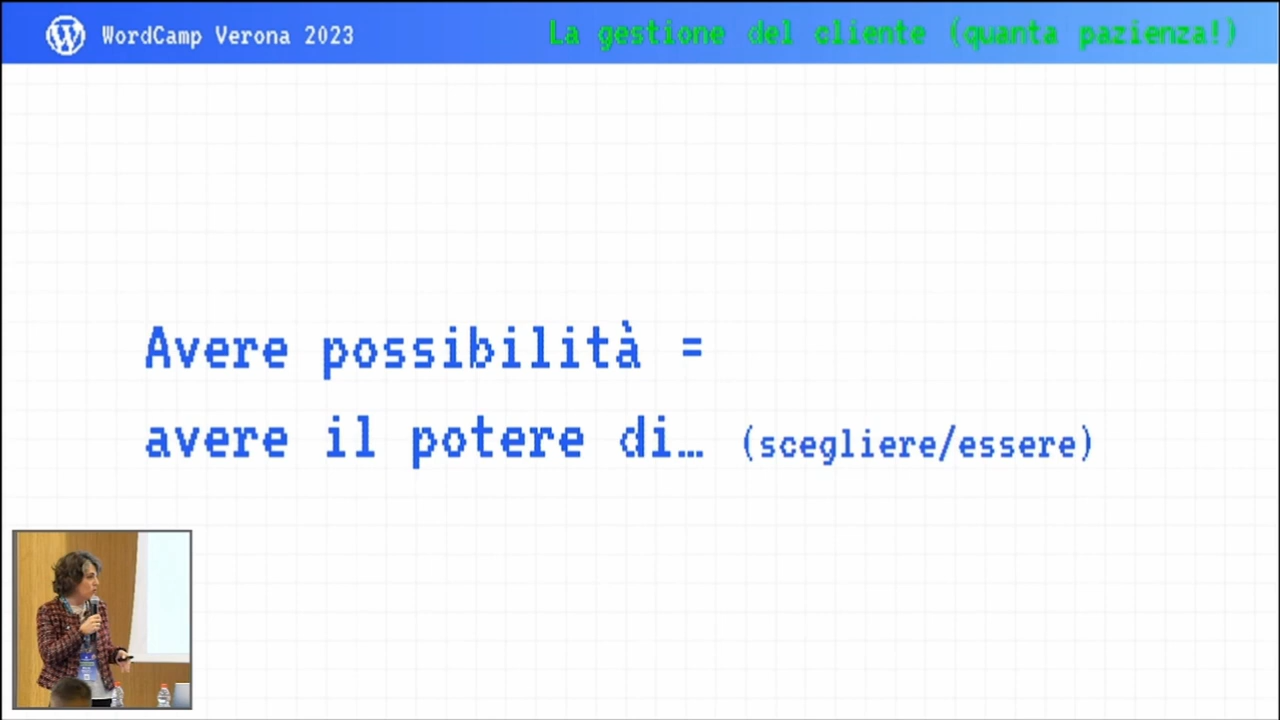 WordCamp Verona 2023
La gestione del cliente (quanta pazienza!)
Avere possibilità =
avere il potere di… (scegliere/essere)